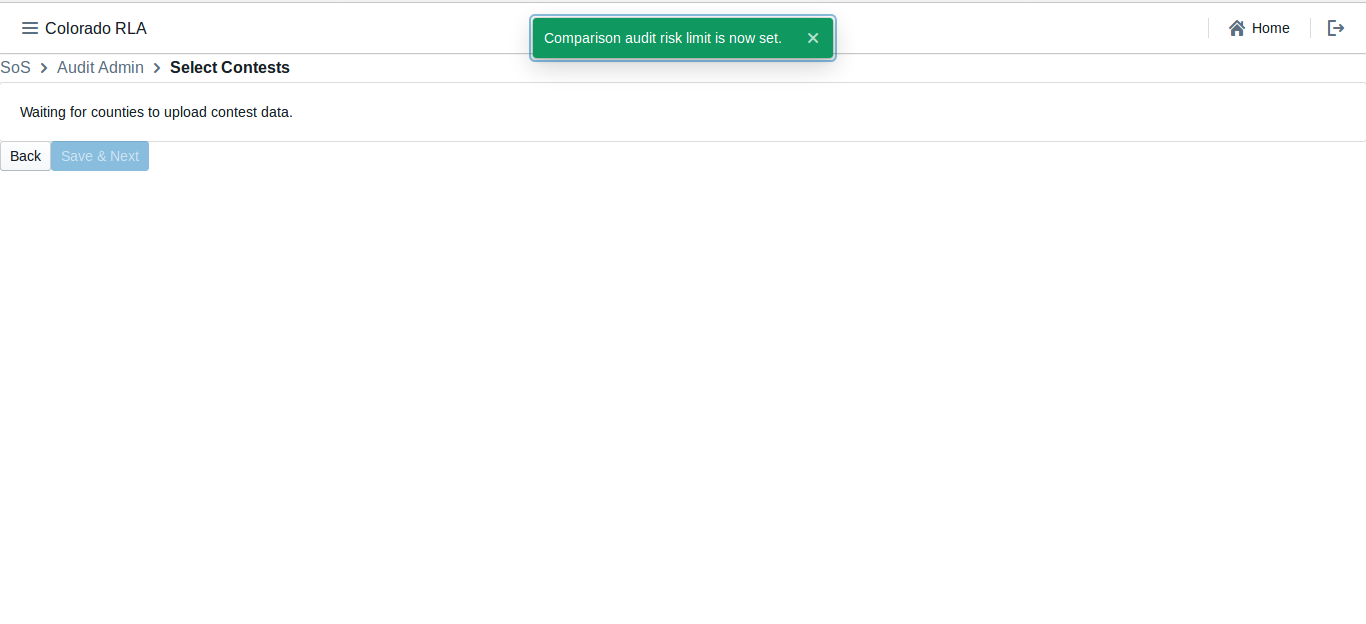 Colorado RLA
Comparison audit risk limit is now set.
Home
SoS > Audit Admin > Select Contests
Waiting for counties to upload contest data.
Back Save & Next